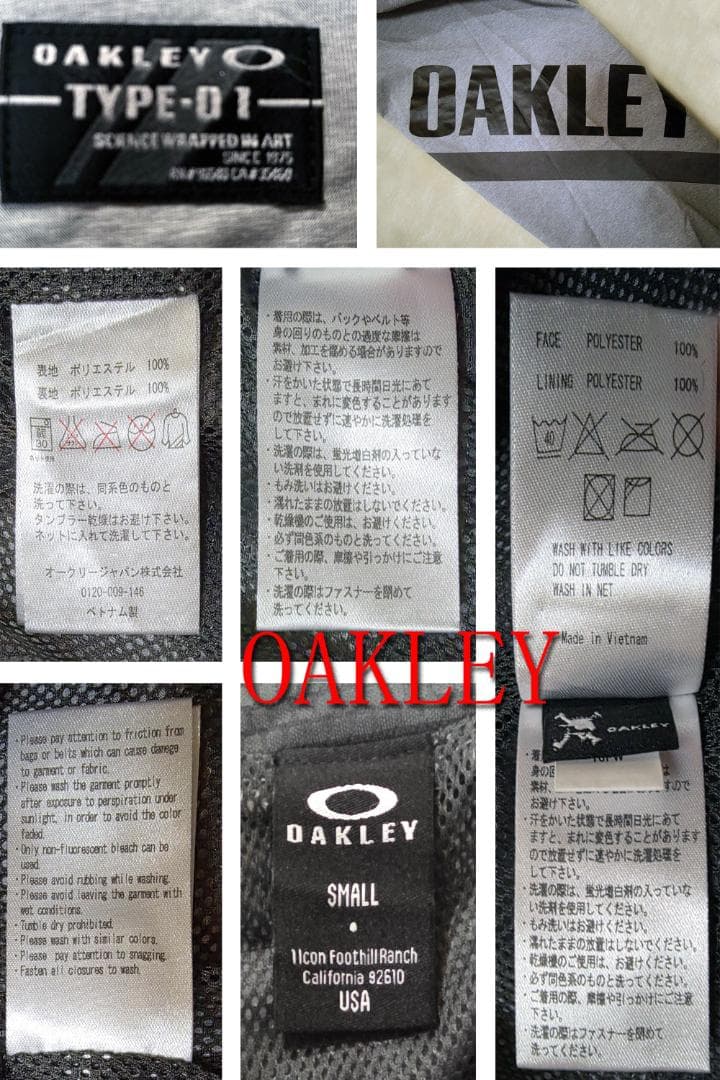 OAKLEY
TYPE-01
SCIENCE WRAPPED IN ART
SINCE 1975
OAKLEY
表地 ポリエステル 100%
裏地 ポリエステル 100%
洗濯の際は、同系色のものと
洗って下さい。
タンブラー乾燥はお避け下さい。
ネットに入れて洗濯して下さい。
オークリージャパン株式会社
0120-009-146
ベトナム製
・着用の際は、バックやベルト等
身の回りのものとの過度な摩擦は
素材、加工を傷める場合がありますので
お避け下さい。
・汗をかいた状態で長時間日光にあて
ますと、まれに変色することがあります
ので放置せずに速やかに洗濯処理を
して下さい。
・洗濯の際は、蛍光増白剤の入っていな
い洗剤を使用してください。
・もみ洗いはお避けください。
・濡れたままの放置はしないでください。
・乾燥機のご使用は、お避けください。
・必ず同色系のものと洗ってください。
・ご着用の際、摩擦や引っかけにご注意
下さい。
・洗濯の際はファスナーを閉めて
洗ってください。
FACE POLYESTER 100%
LINING POLYESTER 100%
40
WASH WITH LIKE COLORS
DO NOT TUMBLE DRY
WASH IN NET
Made in Vietnam
OAKLEY
・Please pay attention to friction from
bags or belts which can cause damage
to garment or fabric.
・Please wash the garment promptly
after exposure to perspiration under
sunlight, in order to avoid the color
faded.
・Only non-fluorescent bleach can be
used.
・Please avoid rubbing while washing.
・Please avoid leaving the garment with
wet conditions.
・Tumble dry prohibited.
・Please wash with similar colors.
・Please pay attention to snagging.
・Fasten all closures to wash.
OAKLEY
SMALL
1 Icon Foothill Ranch
California 92610
USA
OAKLEY
身の回
素材、
すので
お避け下さい。
・汗をかいた状態で長時間日光にあて
ますと、まれに変色することがあります
ので放置せずに速やかに洗濯処理を
して下さい。
・洗濯の際は、蛍光増白剤の入っていな
い洗剤を使用してください。
・もみ洗いはお避けください。
・濡れたままの放置はしないでください。
・乾燥機のご使用は、お避けください。
・必ず同色系のものと洗ってください。
・ご着用の際、摩擦や引っかけにご注意
下さい。
・洗濯の際はファスナーを閉めて
洗ってください。